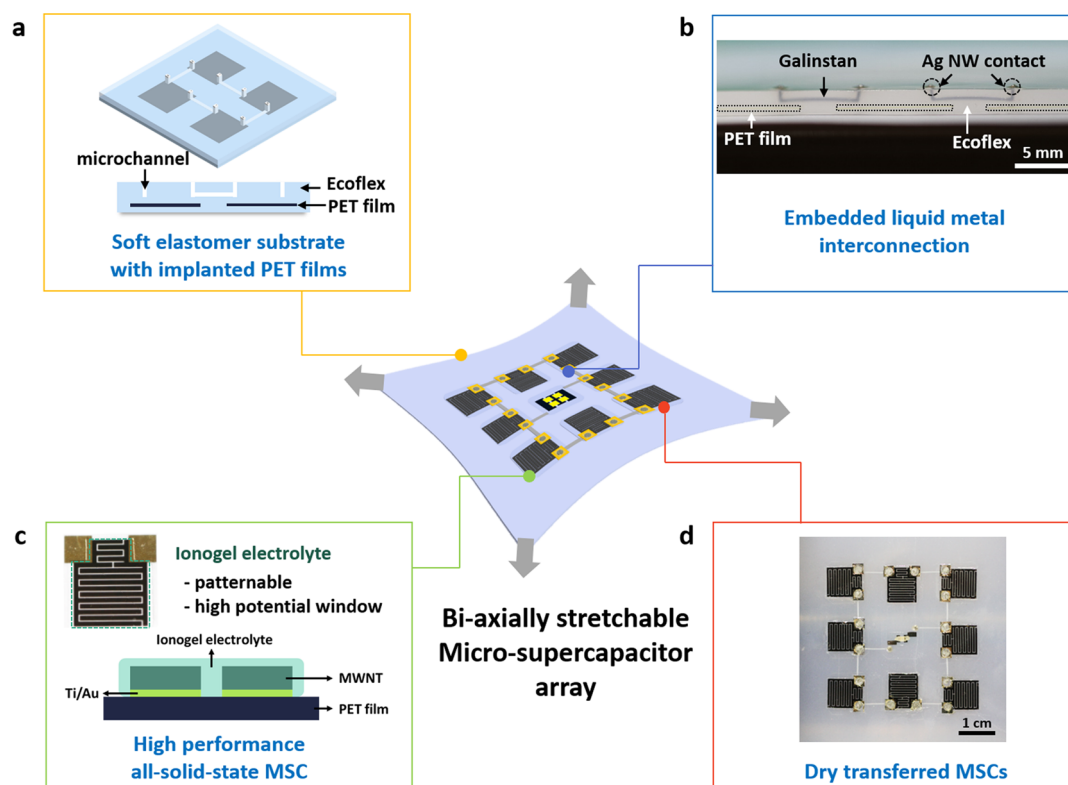 a
microchannel
Ecoflex
PET film
Soft elastomer substrate
with implanted PET films
b
Galinstan
Ag NW contact
PET film
Ecoflex
5 mm
Embedded liquid metal
interconnection
c
Ionogel electrolyte
- patternable
- high potential window
Ionogel electrolyte
MWNT
Ti/Au
PET film
High performance
all-solid-state MSC
Bi-axially stretchable
Micro-supercapacitor
array
d
1 cm
Dry transferred MSCs